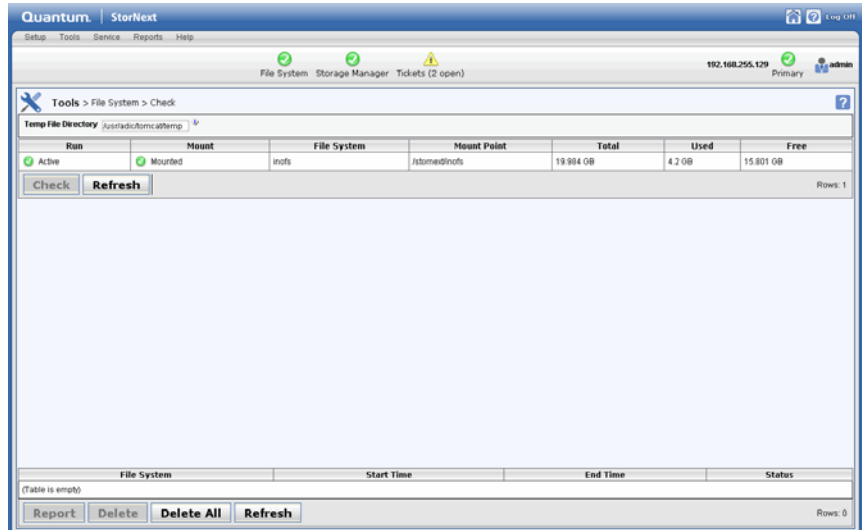 Quantum. StorNext Log Off
Setup Tools Service Reports Help
File System Storage Manager Tickets (2 open) 192.168.255.129 Primary admin
Tools > File System > Check
Temp File Directory /usr/adic/tomcat/temp
Run Mount File System Mount Point Total Used Free
Active Mounted inofs /stornext/inofs 19.984 GB 4.2 GB 15.801 GB
Check Refresh Rows: 1
File System Start Time End Time Status
(Table is empty)
Report Delete Delete All Refresh Rows: 0